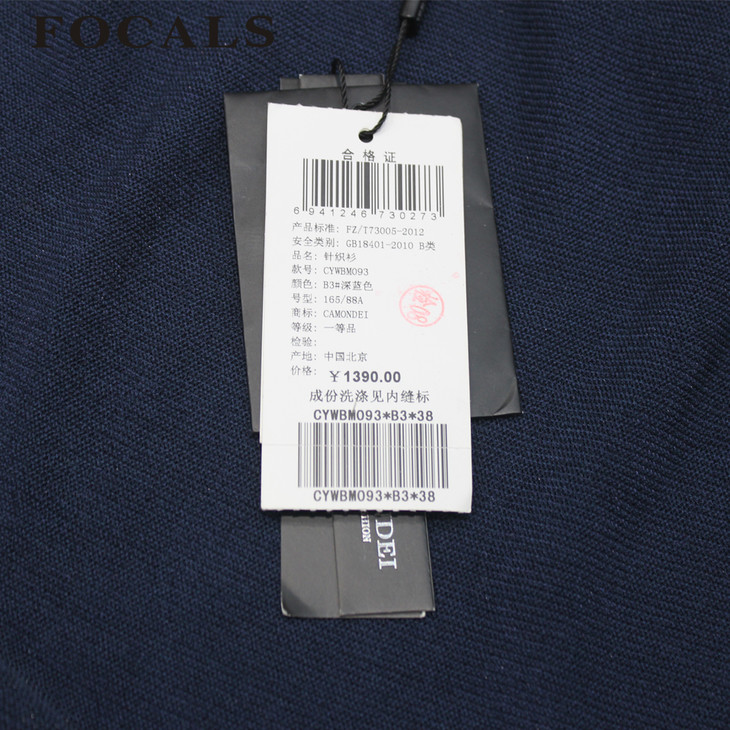 FOCALS
合格证
6 941246 730273
产品标准: FZ/T73005-2012
安全类别: GB18401-2010 B类
品名: 针织衫
款号: CYWBM093
颜色: B3#深蓝色
号型: 165/88A
商标: CAMONDEI
等级: 一等品
检验:
产地: 中国北京
价格: ¥1390.00
成份洗涤见内缝标
CYWBM093*B3*38
CYWBM093*B3*38
NDEI